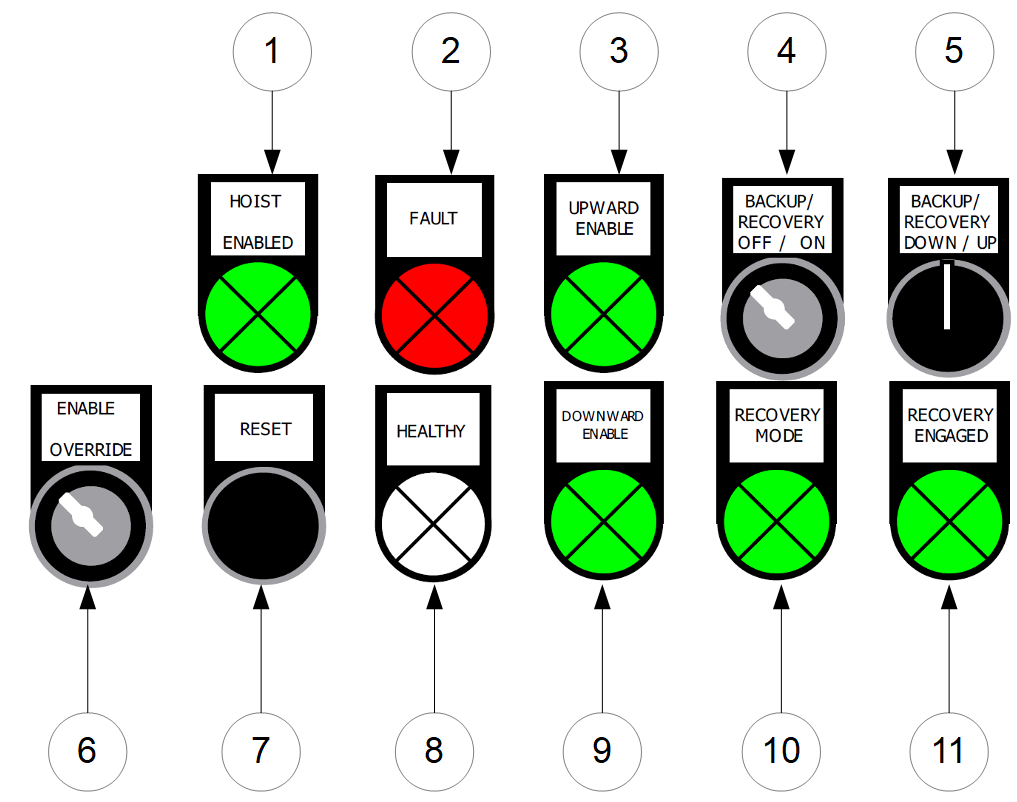 1
2
3
4
5
HOIST
ENABLED
FAULT
UPWARD
ENABLE
BACKUP/
RECOVERY
OFF / ON
BACKUP/
RECOVERY
DOWN / UP
ENABLE
OVERRIDE
RESET
HEALTHY
DOWNWARD
ENABLE
RECOVERY
MODE
RECOVERY
ENGAGED
6
7
8
9
10
11